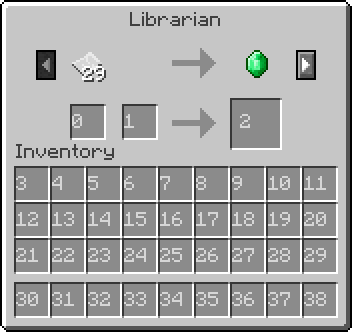 Librarian
29
0 1 2
Inventory
3 4 5 6 7 8 9 10 11
12 13 14 15 16 17 18 19 20
21 22 23 24 25 26 27 28 29
30 31 32 33 34 35 36 37 38